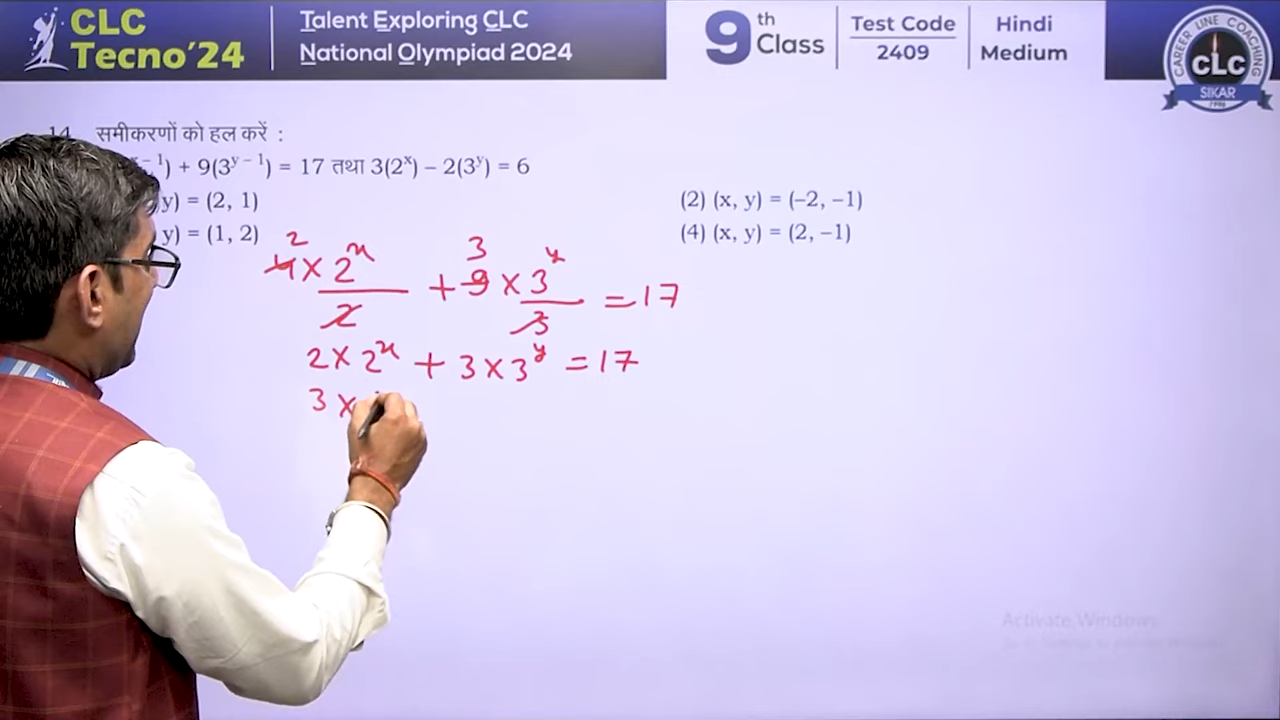 CLC
Tecno'24
Talent Exploring CLC
National Olympiad 2024
9th Class
Test Code
2409
Hindi
Medium
CAREER LINE COACHING
CLC
SIKAR
1996
14. समीकरणों को हल करें :
x – 1) + 9(3^y – 1) = 17 तथा 3(2^x) – 2(3^y) = 6
y) = (2, 1)
(2) (x, y) = (–2, –1)
y) = (1, 2)
(4) (x, y) = (2, –1)
2 3
4 × 2^x / 2 + 9 × 3^y / 3 = 17
2 × 2^x + 3 × 3^y = 17
3 ×
Activate Windows